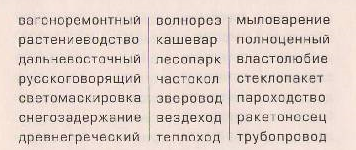 вагоноремонтный волнорез мыловарение
растениеводство кашевар полноценный
дальневосточный лесопарк властолюбие
русскоговорящий частокол стеклопакет
светомаскировка зверовод пароходство
снегозадержание вездеход ракетоносец
древнегреческий теплоход трубопровод